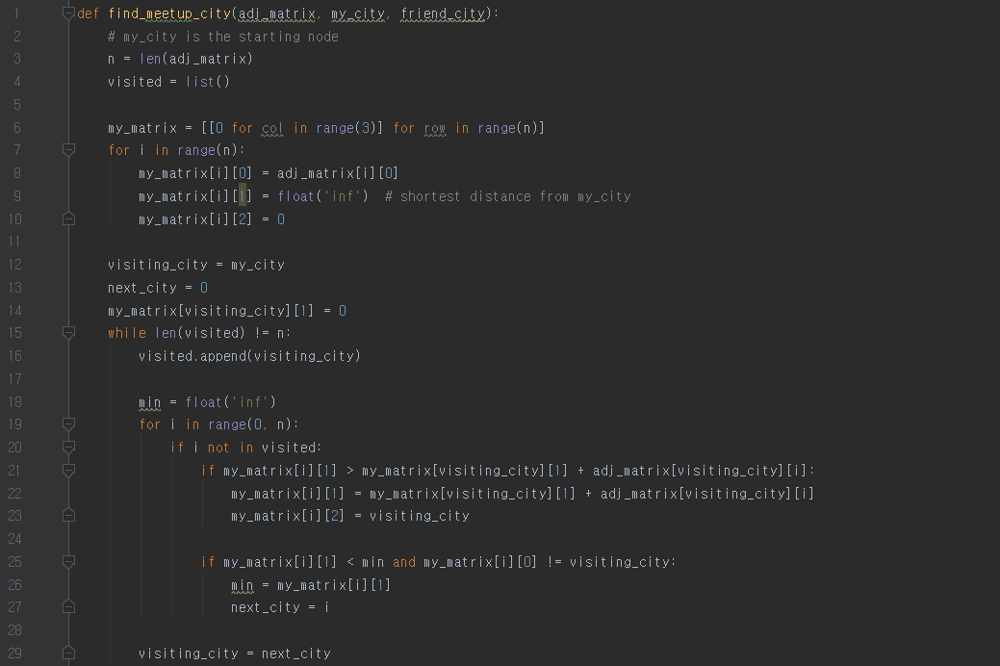 1 def find_meetup_city(adj_matrix, my_city, friend_city):
2     # my_city is the starting node
3     n = len(adj_matrix)
4     visited = list()
5
6     my_matrix = [[0 for col in range(3)] for row in range(n)]
7     for i in range(n):
8         my_matrix[i][0] = adj_matrix[i][0]
9         my_matrix[i][1] = float('inf')  # shortest distance from my_city
10         my_matrix[i][2] = 0
11
12     visiting_city = my_city
13     next_city = 0
14     my_matrix[visiting_city][1] = 0
15     while len(visited) != n:
16         visited.append(visiting_city)
17
18         min = float('inf')
19         for i in range(0, n):
20             if i not in visited:
21                 if my_matrix[i][1] > my_matrix[visiting_city][1] + adj_matrix[visiting_city][i]:
22                     my_matrix[i][1] = my_matrix[visiting_city][1] + adj_matrix[visiting_city][i]
23                     my_matrix[i][2] = visiting_city
24
25                 if my_matrix[i][1] < min and my_matrix[i][0] != visiting_city:
26                     min = my_matrix[i][1]
27                     next_city = i
28
29         visiting_city = next_city